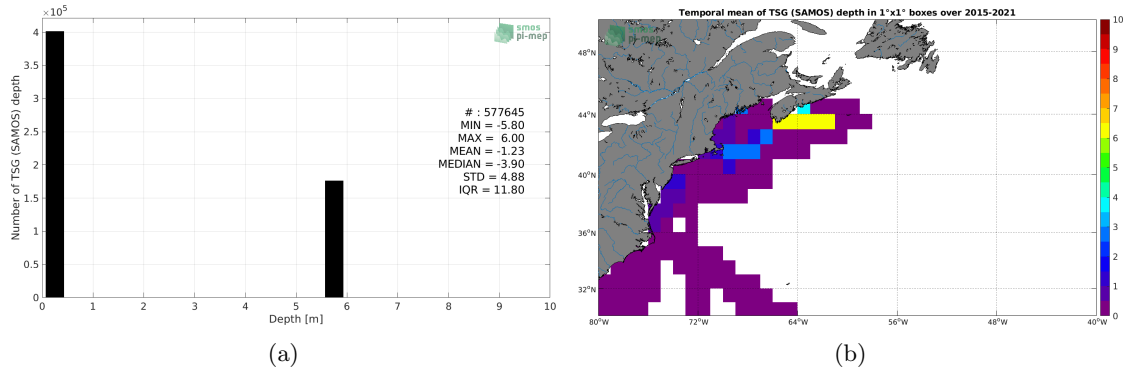 ×10⁵
smos
pi-mep
4
3.5
3
2.5
2
1.5
1
0.5
0
Number of TSG (SAMOS) depth
# : 577645
MIN = -5.80
MAX = 6.00
MEAN = -1.23
MEDIAN = -3.90
STD = 4.88
IQR = 11.80
0 1 2 3 4 5 6 7 8 9 10
Depth [m]
(a)
Temporal mean of TSG (SAMOS) depth in 1°x1° boxes over 2015-2021
smos
pi-mep
48°N
44°N
40°N
36°N
32°N
80°W 72°W 64°W 56°W 48°W 40°W
10
9
8
7
6
5
4
3
2
1
0
(b)